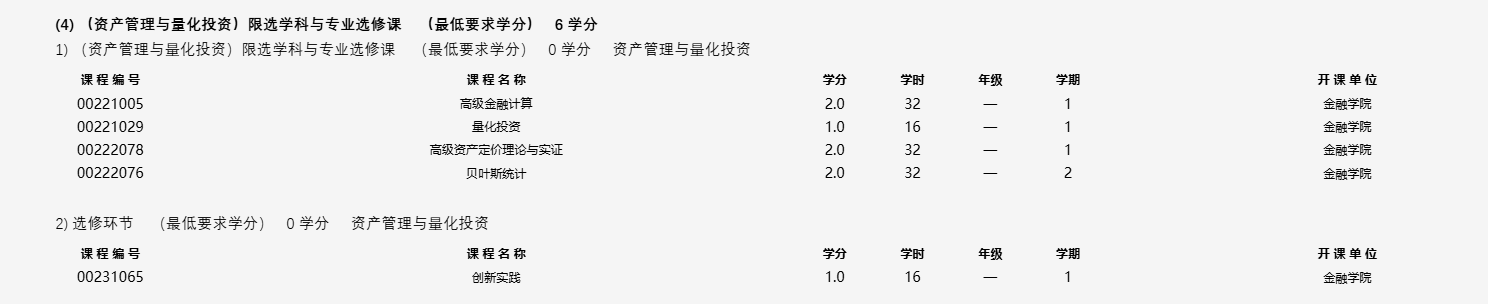 (4) （资产管理与量化投资）限选学科与专业选修课 （最低要求学分） 6 学分
1) （资产管理与量化投资）限选学科与专业选修课 （最低要求学分） 0 学分 资产管理与量化投资
课程编号 课程名称 学分 学时 年级 学期 开课单位
00221005 高级金融计算 2.0 32 — 1 金融学院
00221029 量化投资 1.0 16 — 1 金融学院
00222078 高级资产定价理论与实证 2.0 32 — 1 金融学院
00222076 贝叶斯统计 2.0 32 — 2 金融学院
2) 选修环节 （最低要求学分） 0 学分 资产管理与量化投资
课程编号 课程名称 学分 学时 年级 学期 开课单位
00231065 创新实践 1.0 16 — 1 金融学院